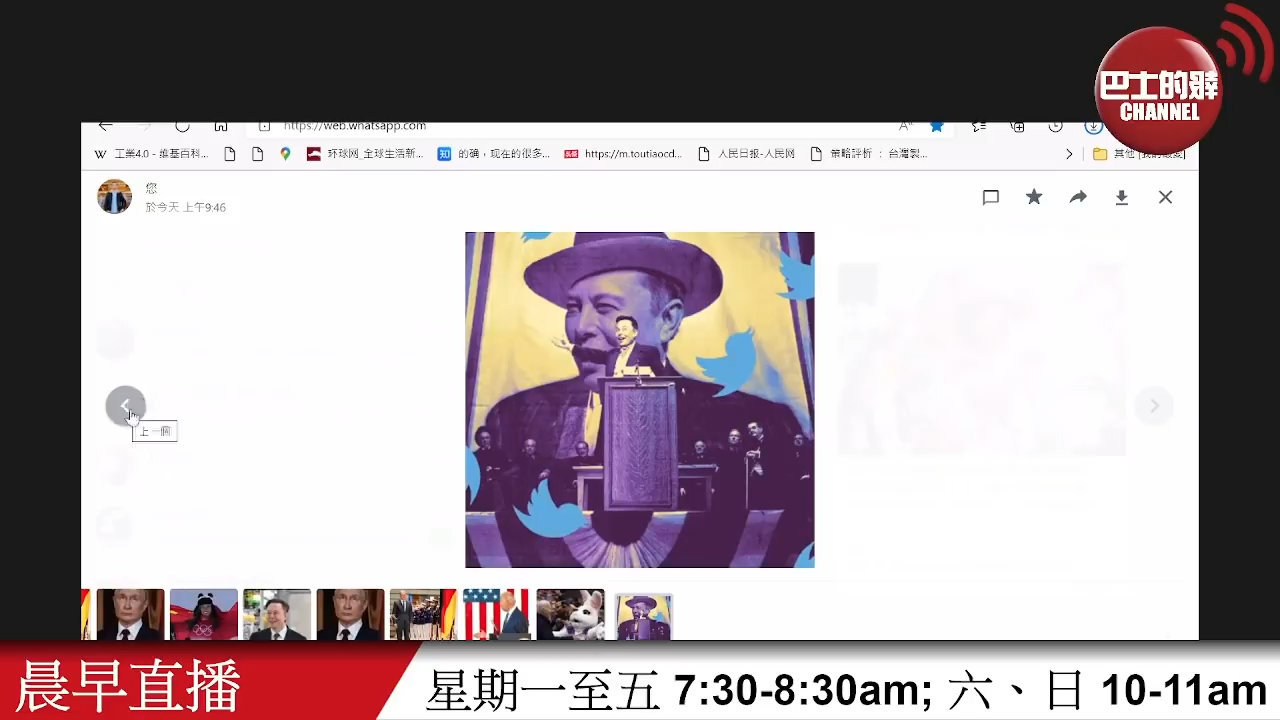 巴士的報
CHANNEL
https://web.whatsapp.com
工業4.0 - 維基百科...
环球网_全球生活新...
的确，现在的很多...
https://m.toutiaocd...
人民日报-人民网
策略評析 : 台灣製...
您
於今天 上午9:46
上一個
晨早直播
星期一至五 7:30-8:30am; 六、日 10-11am